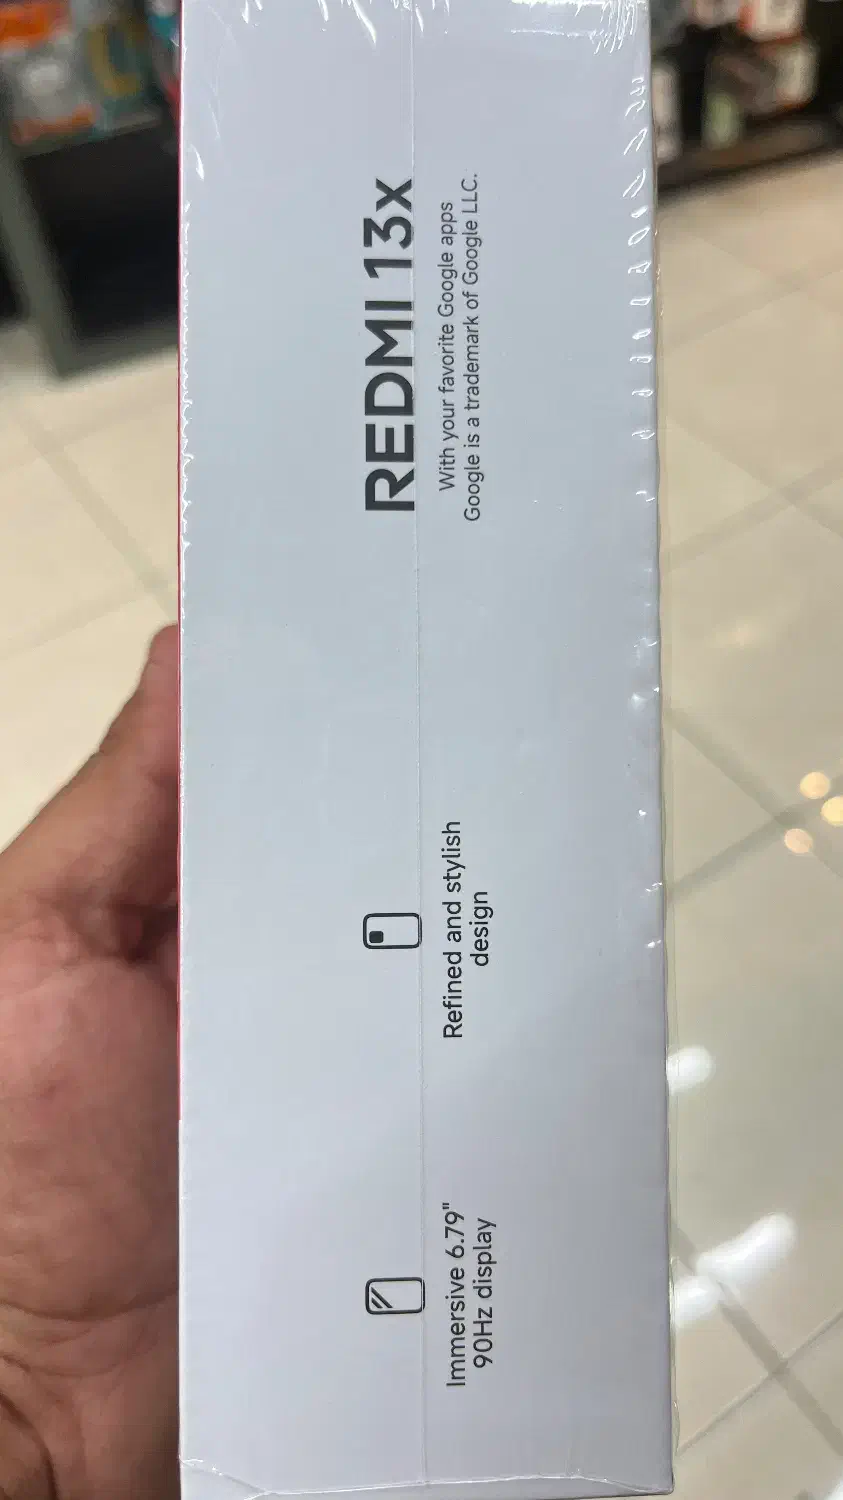 REDMI 13x
With your favorite Google apps
Google is a trademark of Google LLC.
Refined and stylish
design
Immersive 6.79"
90Hz display